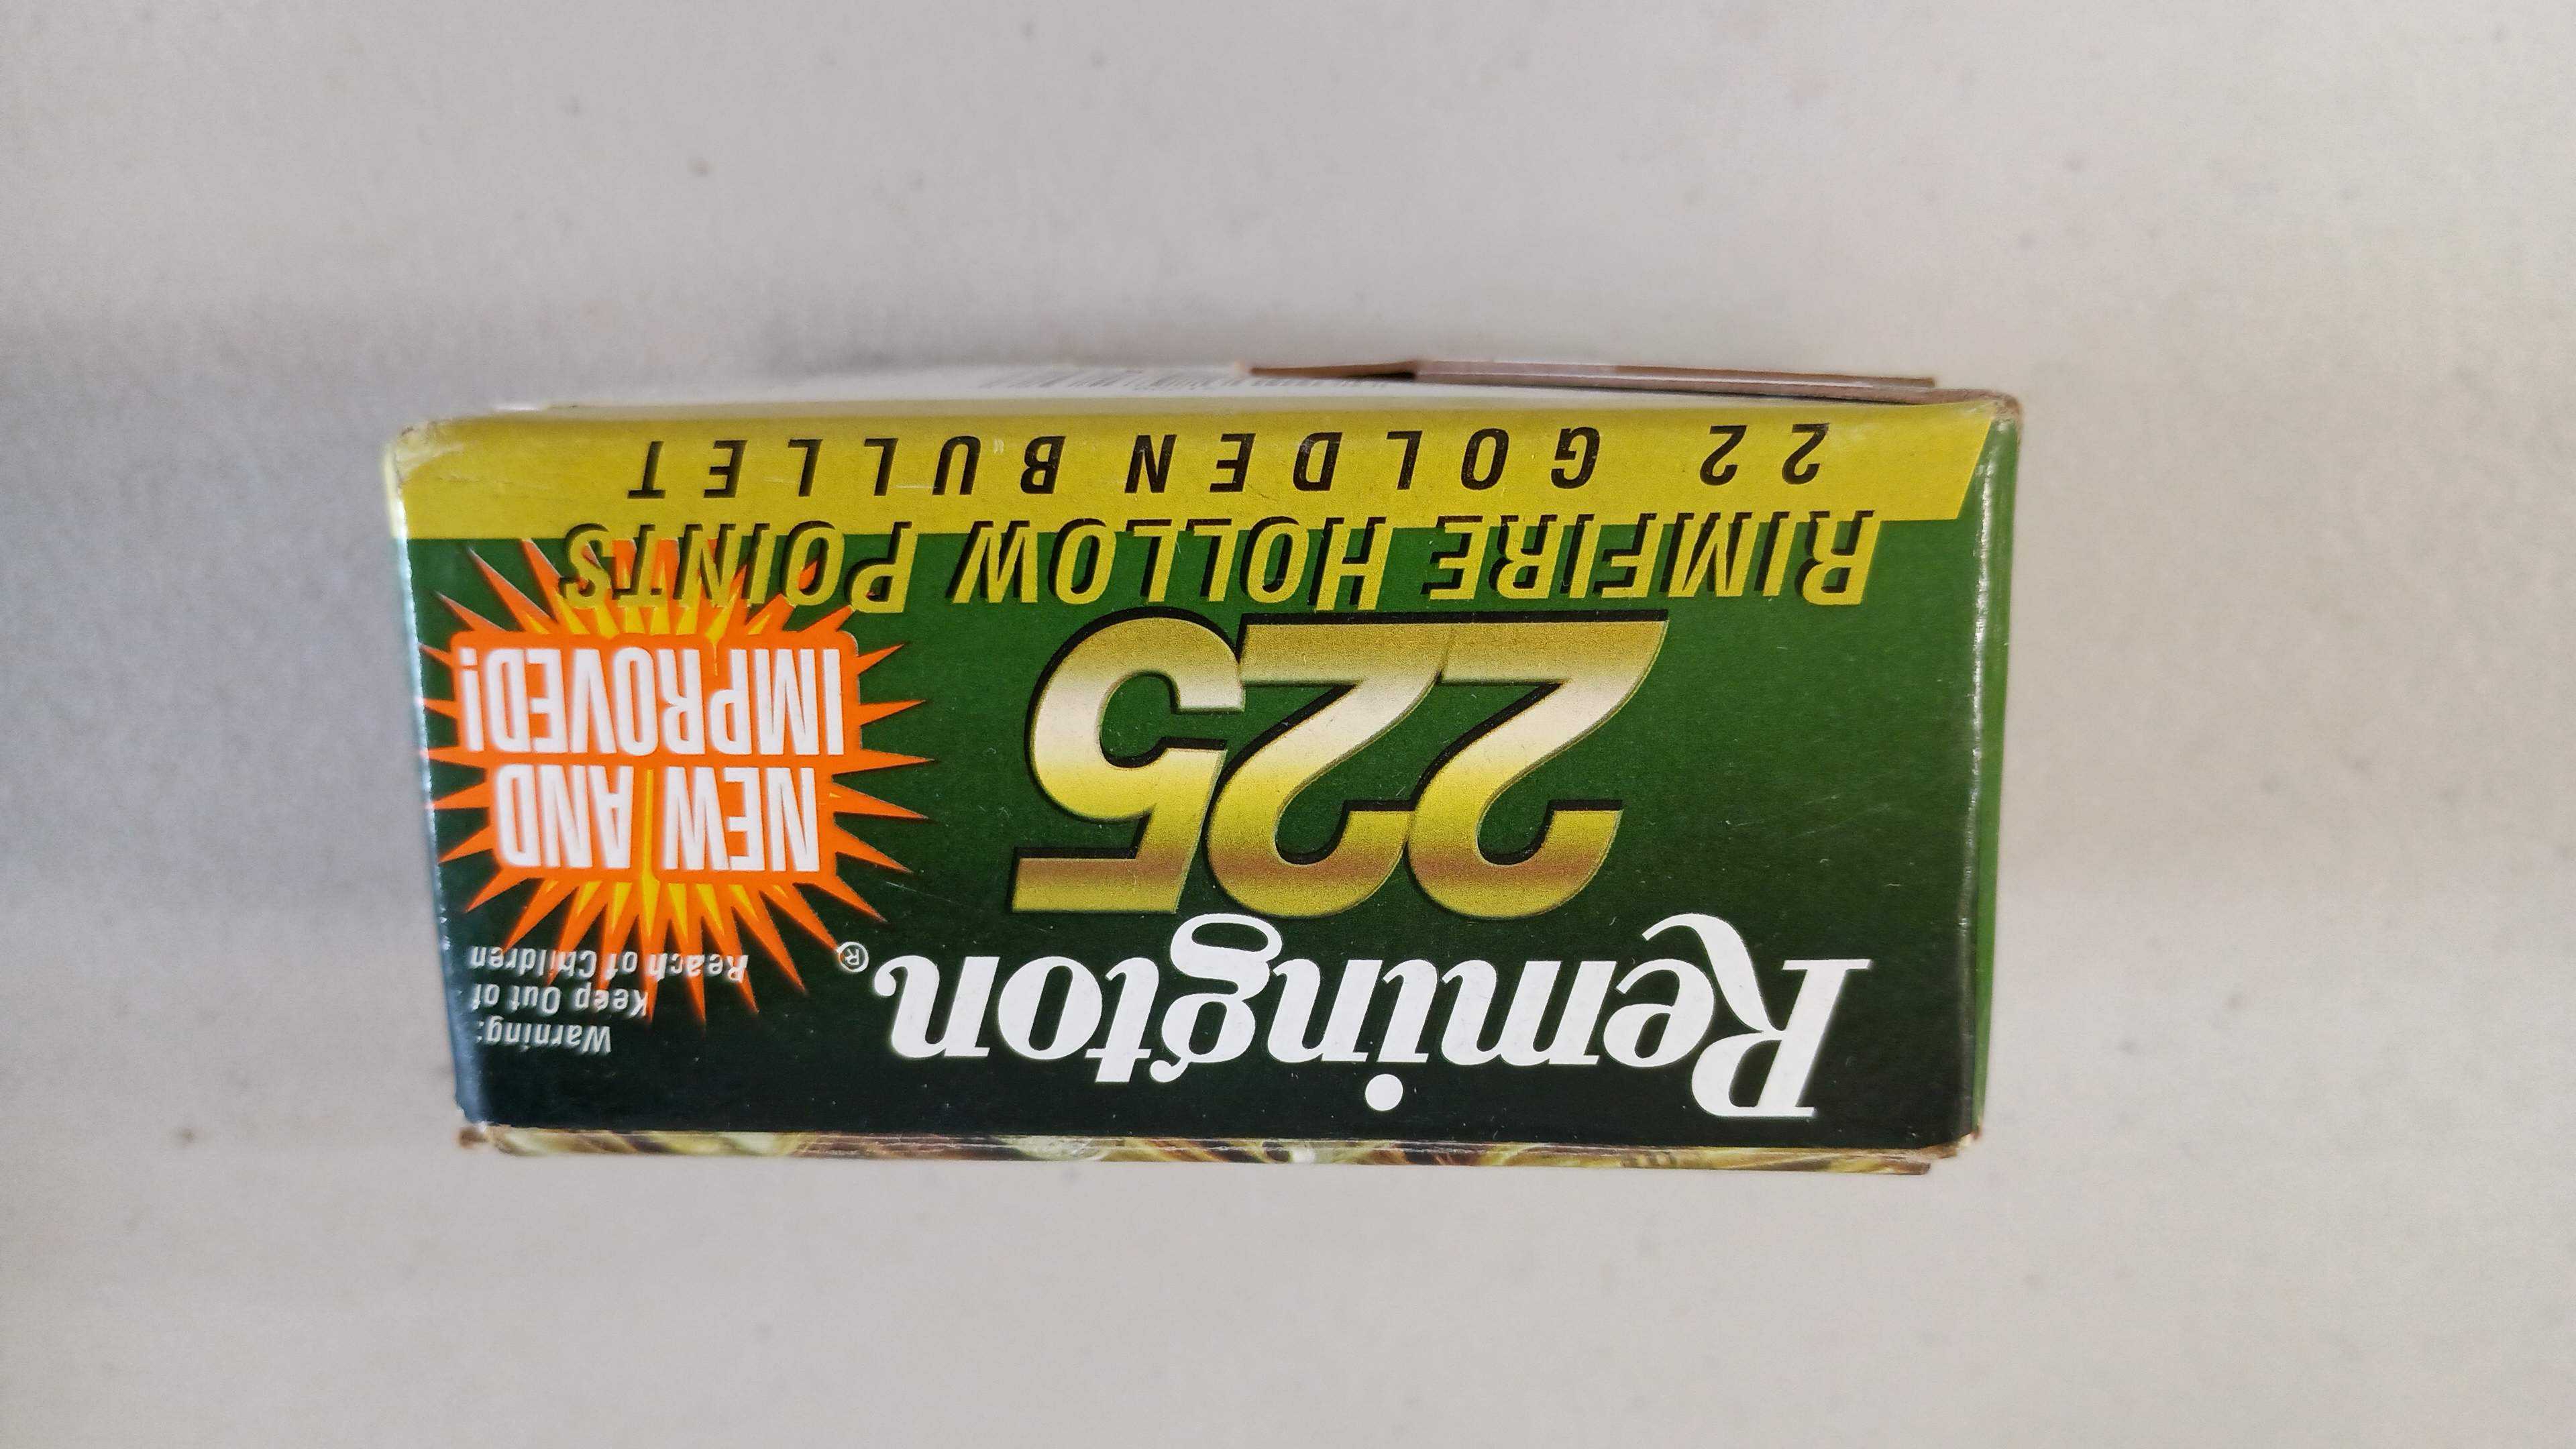 Remington®
225
RIMFIRE HOLLOW POINTS
22 GOLDEN BULLET
Warning:
Keep Out of
Reach of Children
NEW AND
IMPROVED!